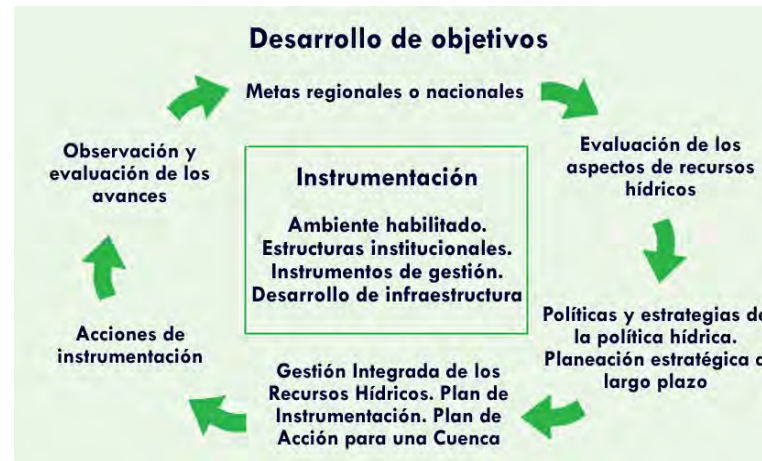 Desarrollo de objetivos
Metas regionales o nacionales
Evaluación de los
aspectos de recursos
hídricos
Políticas y estrategias de
la política hídrica.
Planeación estratégica a
largo plazo
Gestión Integrada de los
Recursos Hídricos. Plan de
Instrumentación. Plan de
Acción para una Cuenca
Acciones de
instrumentación
Observación y
evaluación de los
avances
Instrumentación
Ambiente habilitado.
Estructuras institucionales.
Instrumentos de gestión.
Desarrollo de infraestructura